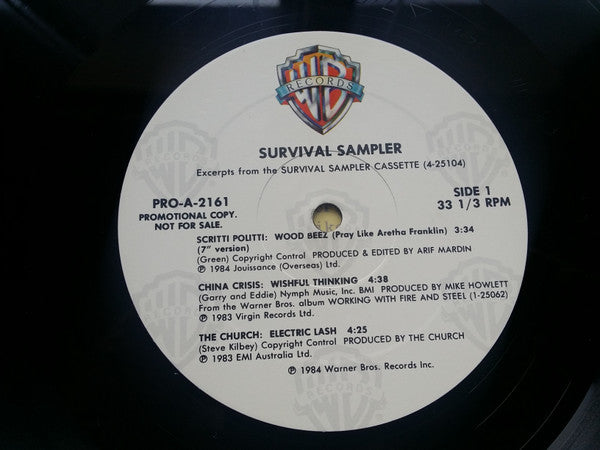 WB
RECORDS
SURVIVAL SAMPLER
Excerpts from the SURVIVAL SAMPLER CASSETTE (4-25104)
PRO-A-2161
PROMOTIONAL COPY.
NOT FOR SALE.
SIDE 1
33 1/3 RPM
SCRITTI POLITTI: WOOD BEEZ (Pray Like Aretha Franklin) 3:34
(7" version)
(Green) Copyright Control PRODUCED & EDITED BY ARIF MARDIN
℗ 1984 Jouissance (Overseas) Ltd.
CHINA CRISIS: WISHFUL THINKING 4:38
(Garry and Eddie) Nymph Music, Inc. BMI PRODUCED BY MIKE HOWLETT
From the Warner Bros. album WORKING WITH FIRE AND STEEL (1-25062)
℗ 1983 Virgin Records Ltd.
THE CHURCH: ELECTRIC LASH 4:25
(Steve Kilbey) Copyright Control PRODUCED BY THE CHURCH
℗ 1983 EMI Australia Ltd.
℗ 1984 Warner Bros. Records Inc.